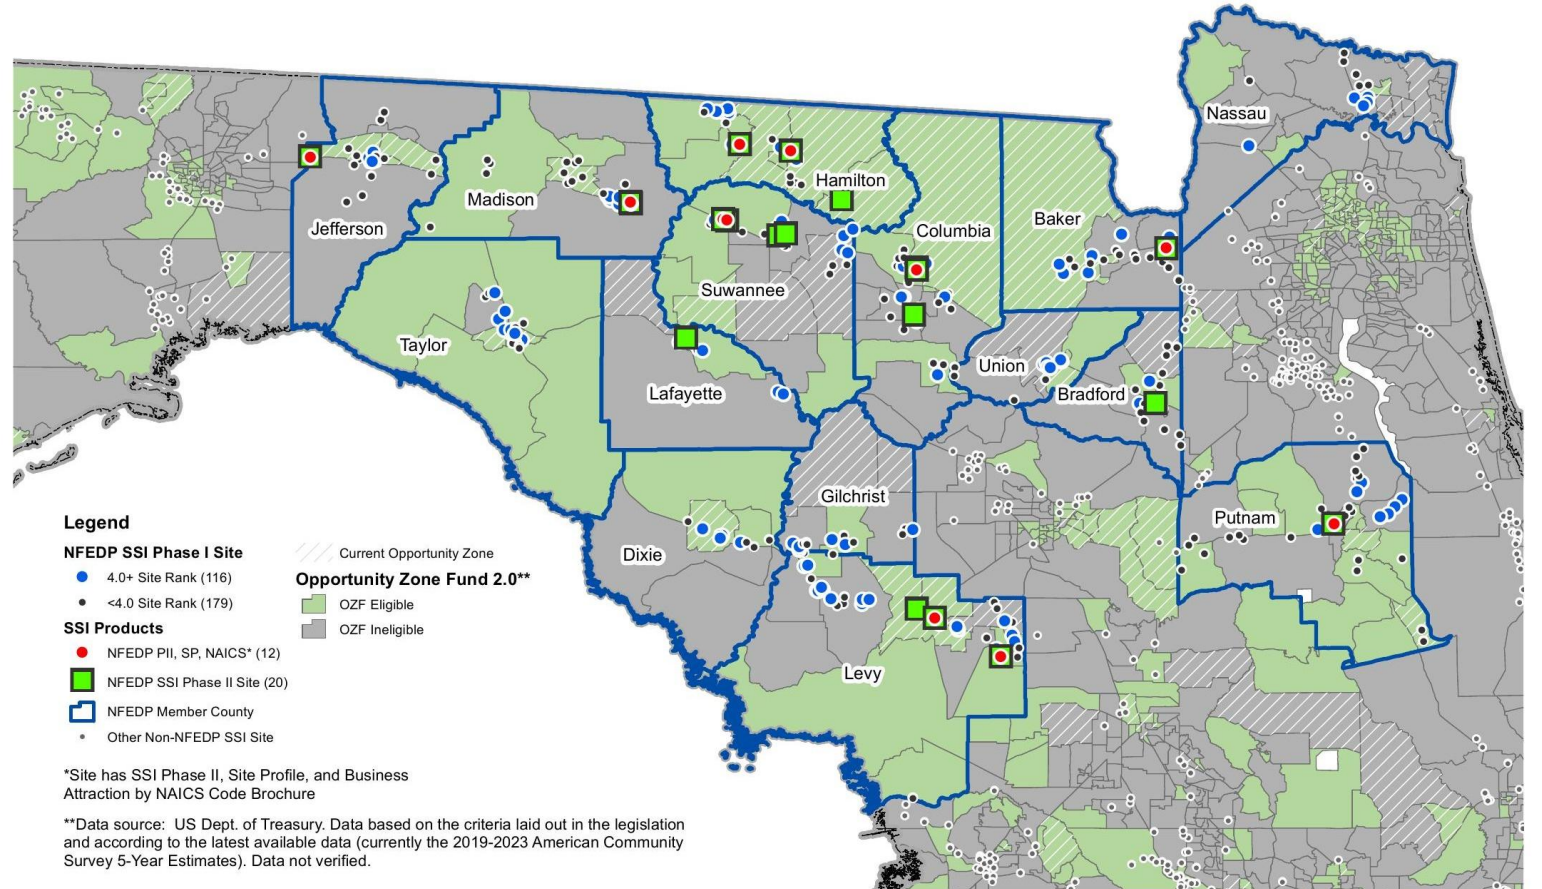 Nassau
Hamilton
Madison
Baker
Jefferson
Columbia
Suwannee
Taylor
Union
Lafayette
Bradford
Gilchrist
Putnam
Dixie
Levy
Legend
NFEDP SSI Phase I Site
4.0+ Site Rank (116)
<4.0 Site Rank (179)
SSI Products
NFEDP PII, SP, NAICS* (12)
NFEDP SSI Phase II Site (20)
NFEDP Member County
Other Non-NFEDP SSI Site
Current Opportunity Zone
Opportunity Zone Fund 2.0**
OZF Eligible
OZF Ineligible
*Site has SSI Phase II, Site Profile, and Business
Attraction by NAICS Code Brochure
**Data source:  US Dept. of Treasury. Data based on the criteria laid out in the legislation
and according to the latest available data (currently the 2019-2023 American Community
Survey 5-Year Estimates). Data not verified.